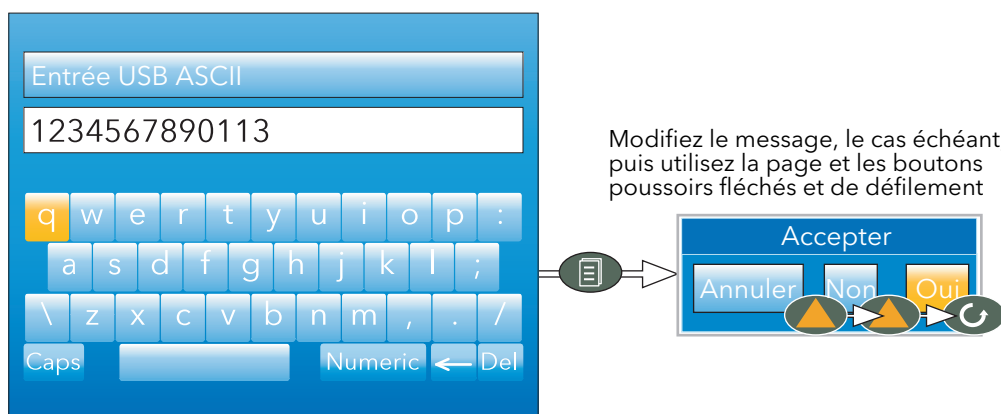 Entrée USB ASCII
1234567890113
q w e r t y u i o p :
a s d f g h j k l ;
\ z x c v b n m , . /
Caps Numeric ← Del
Modifiez le message, le cas échéant
puis utilisez la page et les boutons
poussoirs fléchés et de défilement
Accepter
Annuler Non Oui